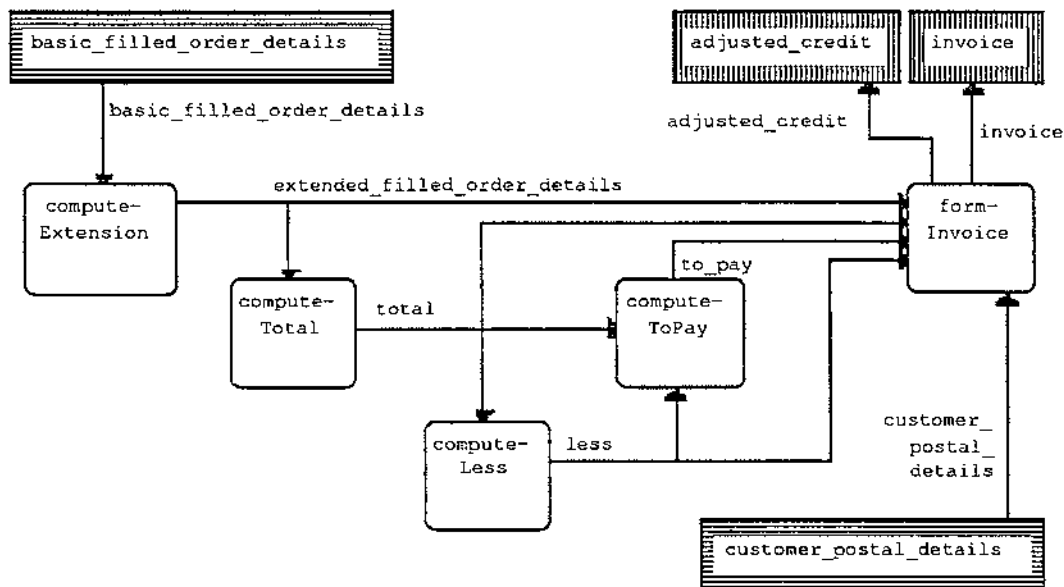 basic_filled_order_details
adjusted_credit
invoice
basic_filled_order_details
adjusted_credit
invoice
extended_filled_order_details
compute-
Extension
form-
Invoice
to_pay
compute-
Total
total
compute-
ToPay
compute-
Less
less
customer_
postal_
details
customer_postal_details